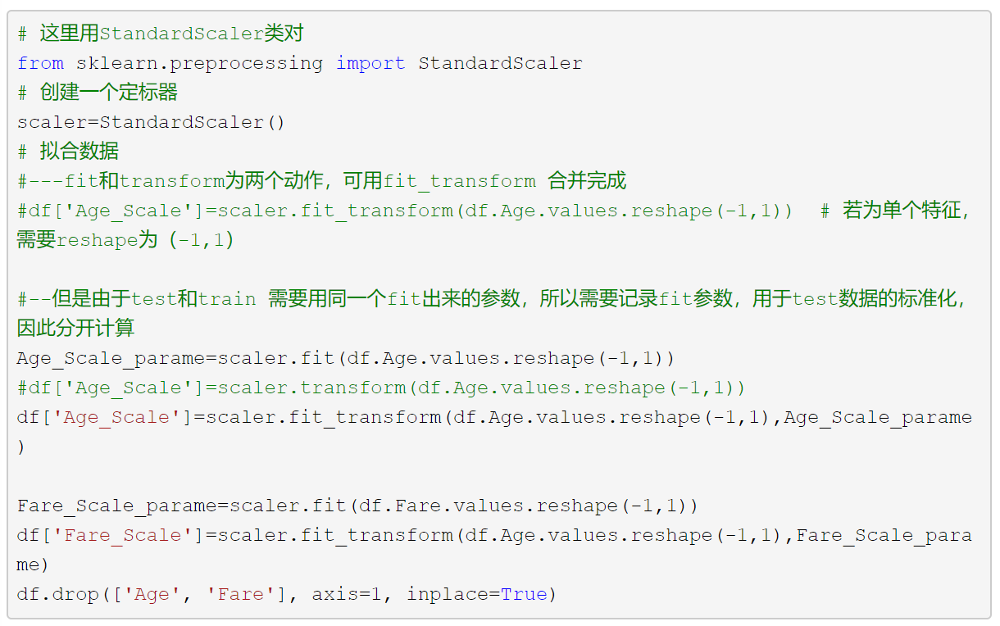 # 这里用StandardScaler类对
from sklearn.preprocessing import StandardScaler
# 创建一个定标器
scaler=StandardScaler()
# 拟合数据
#---fit和transform为两个动作，可用fit_transform 合并完成
#df['Age_Scale']=scaler.fit_transform(df.Age.values.reshape(-1,1))  # 若为单个特征，
需要reshape为（-1,1）
#--但是由于test和train 需要用同一个fit出来的参数，所以需要记录fit参数，用于test数据的标准化，
因此分开计算
Age_Scale_parame=scaler.fit(df.Age.values.reshape(-1,1))
#df['Age_Scale']=scaler.transform(df.Age.values.reshape(-1,1))
df['Age_Scale']=scaler.fit_transform(df.Age.values.reshape(-1,1),Age_Scale_parame
)
Fare_Scale_parame=scaler.fit(df.Fare.values.reshape(-1,1))
df['Fare_Scale']=scaler.fit_transform(df.Age.values.reshape(-1,1),Fare_Scale_para
me)
df.drop(['Age', 'Fare'], axis=1, inplace=True)